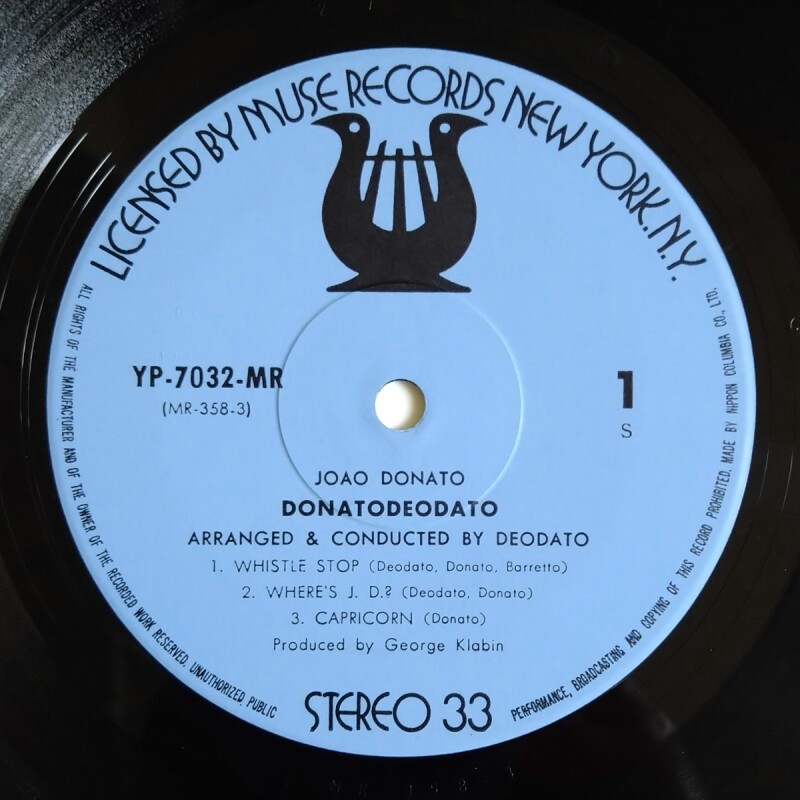 LICENSED BY MUSE RECORDS NEW YORK. N.Y.
YP-7032-MR
(MR-358-3)
1
S
JOAO DONATO
DONATODEODATO
ARRANGED & CONDUCTED BY DEODATO
1. WHISTLE STOP (Deodato, Donato, Barretto)
2. WHERE'S J. D.? (Deodato, Donato)
3. CAPRICORN (Donato)
Produced by George Klabin
STEREO 33
ALL RIGHTS OF THE MANUFACTURER AND OF THE OWNER OF THE RECORDED WORK RESERVED. UNAUTHORIZED PUBLIC
PERFORMANCE, BROADCASTING AND COPYING OF THIS RECORD PROHIBITED. MADE BY NIPPON COLUMBIA CO., LTD.